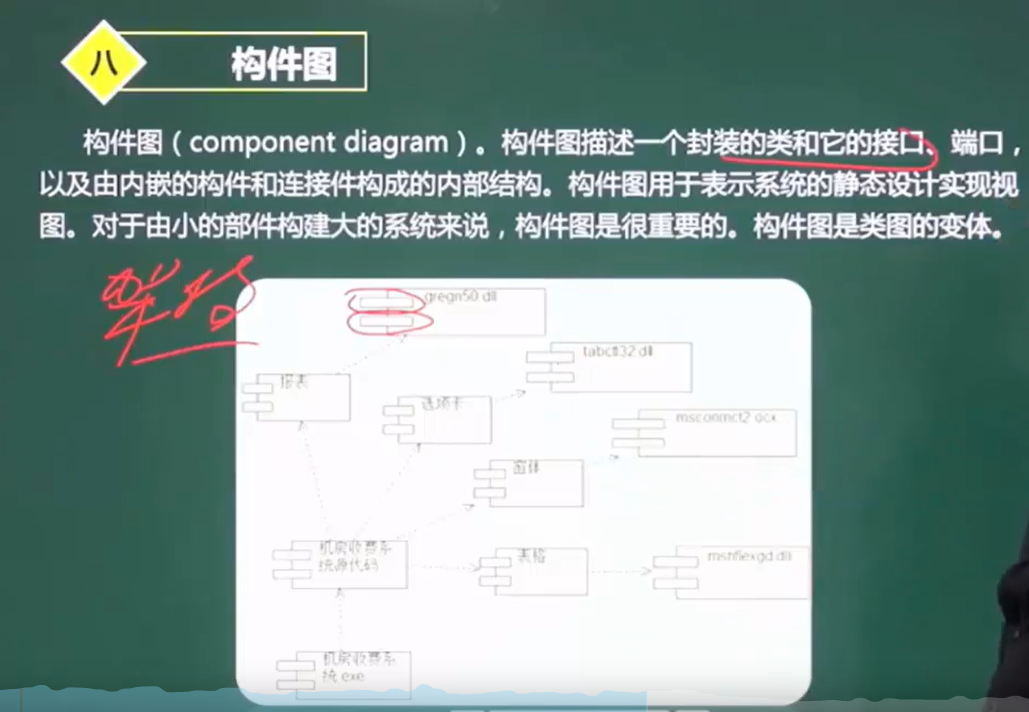 八
构件图
构件图（component diagram）。构件图描述一个封装的类和它的接口、端口，
以及由内嵌的构件和连接件构成的内部结构。构件图用于表示系统的静态设计实现视
图。对于由小的部件构建大的系统来说，构件图是很重要的。构件图是类图的变体。
gregn50.dll
tabctl32.dll
报表
选项卡
mscomct2 ocx
窗体
机房收费系
统源代码
表格
mshflexgd.dll
机房收费系
统 exe